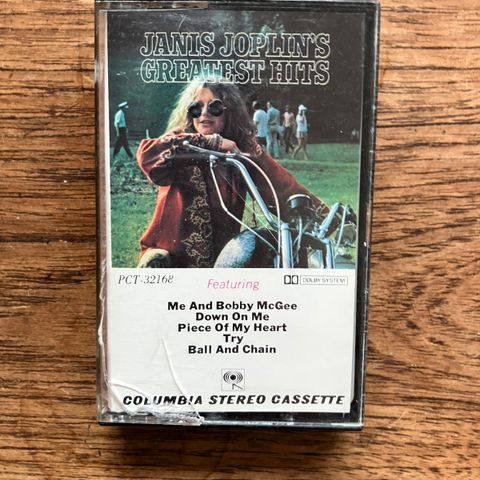 JANIS JOPLIN'S
GREATEST HITS
PCT-32168
Featuring
DOLBY SYSTEM
Me And Bobby McGee
Down On Me
Piece Of My Heart
Try
Ball And Chain
COLUMBIA STEREO CASSETTE